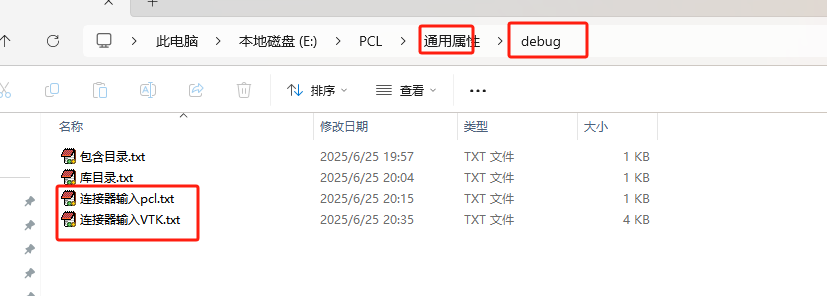 此电脑 本地磁盘 (E:) PCL 通用属性 debug
排序 查看
名称 修改日期 类型 大小
包含目录.txt 2025/6/25 19:57 TXT 文件 1 KB
库目录.txt 2025/6/25 20:04 TXT 文件 1 KB
连接器输入pcl.txt 2025/6/25 20:15 TXT 文件 1 KB
连接器输入VTK.txt 2025/6/25 20:35 TXT 文件 4 KB